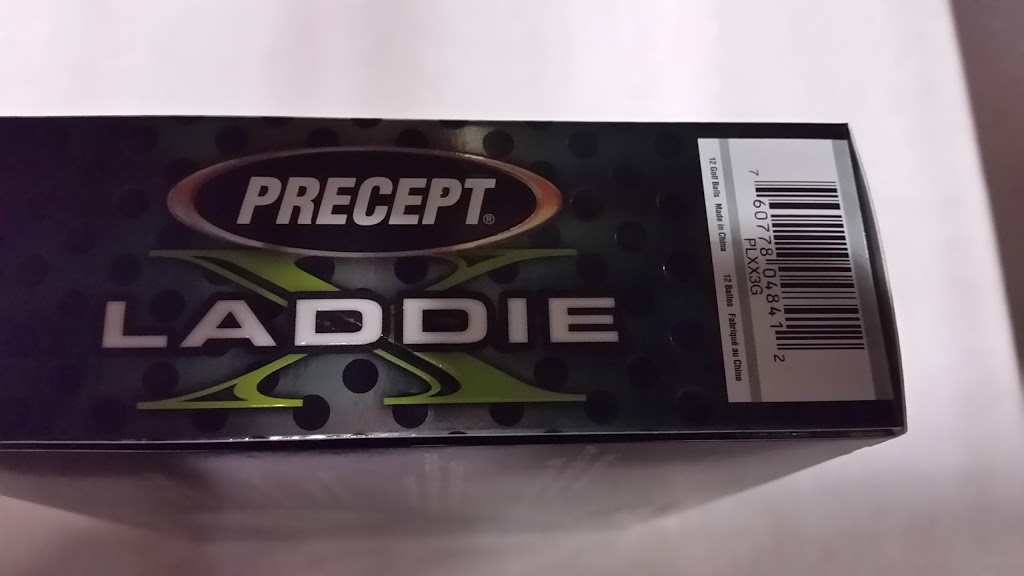 PRECEPT®
X
LADDIE
12 Golf Balls Made in China 12 Balles Fabriqué au Chine
7 60778 04841 2
PLXX3G